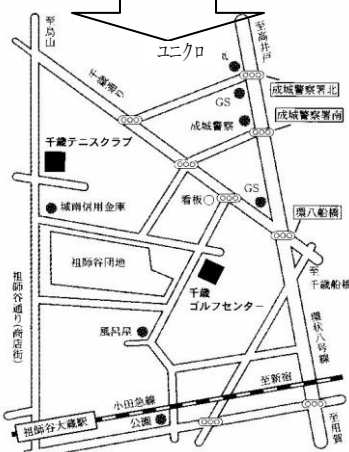 ユニクロ
至烏山
至高井戸
千歳通り
GS
成城警察署北
成城警察
成城警察署南
千歳テニスクラブ
城南信用金庫
看板
GS
環八船橋
祖師谷団地
千歳
ゴルフセンター
至
千歳船橋
祖師谷通り(商店街)
環状八号線
風呂屋
小田急線
至新宿
祖師谷大蔵駅
公園
至用賀